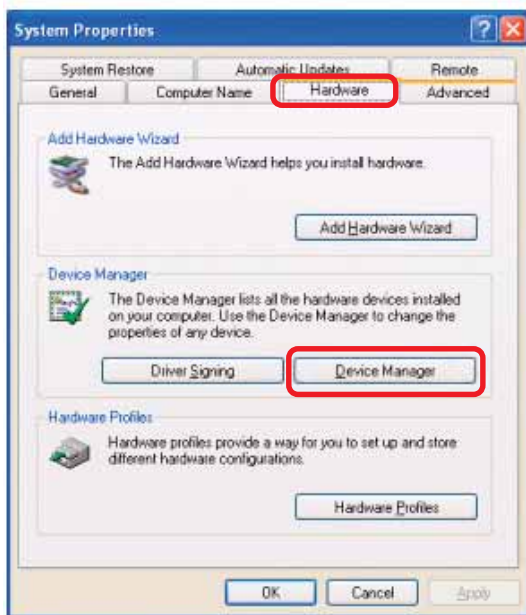 System Properties
System Restore Automatic Updates Remote
General Computer Name Hardware Advanced
Add Hardware Wizard
The Add Hardware Wizard helps you install hardware.
Add Hardware Wizard
Device Manager
The Device Manager lists all the hardware devices installed
on your computer. Use the Device Manager to change the
properties of any device.
Driver Signing Device Manager
Hardware Profiles
Hardware profiles provide a way for you to set up and store
different hardware configurations.
Hardware Profiles
OK Cancel Apply